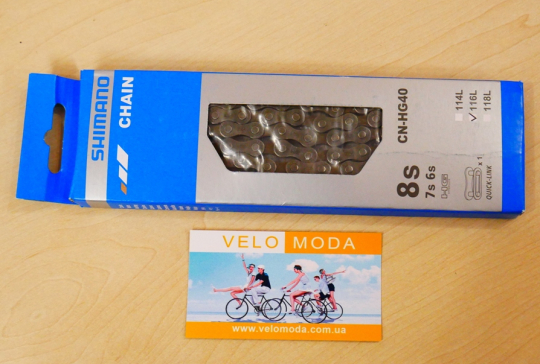 SHIMANO
CHAIN
CN-HG40
114L
116L
118L
8s
7s 6s
x 1
QUICK-LINK
VELO MODA
www.velomoda.com.ua